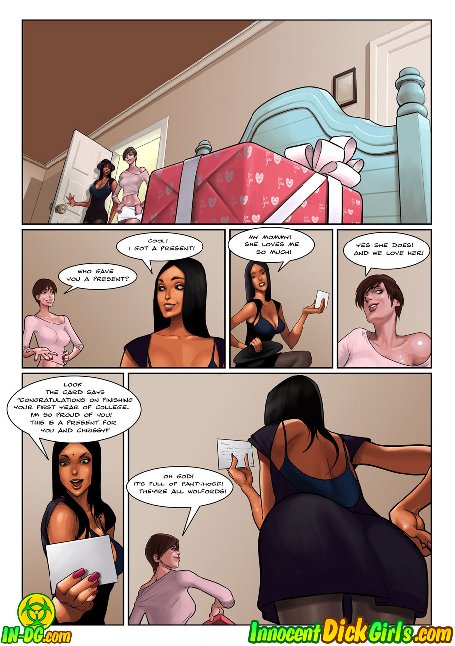 WHO GAVE
YOU A PRESENT?
COOL!
I GOT A PRESENT!
MY MOMMY!
SHE LOVES ME
SO MUCH!
YES SHE DOES!
AND WE LOVE HER!
LOOK
THE CARD SAYS
"CONGRATULATIONS ON FINISHING
YOUR FIRST YEAR OF COLLEGE.
I'M SO PROUD OF YOU!
THIS IS A PRESENT FOR
YOU AND CHRISSY!"
OH GOD!
IT'S FULL OF PANTYHOSE!
THEY'RE ALL WOLFORDS!
IN-DG.com
InnocentDickGirls.com